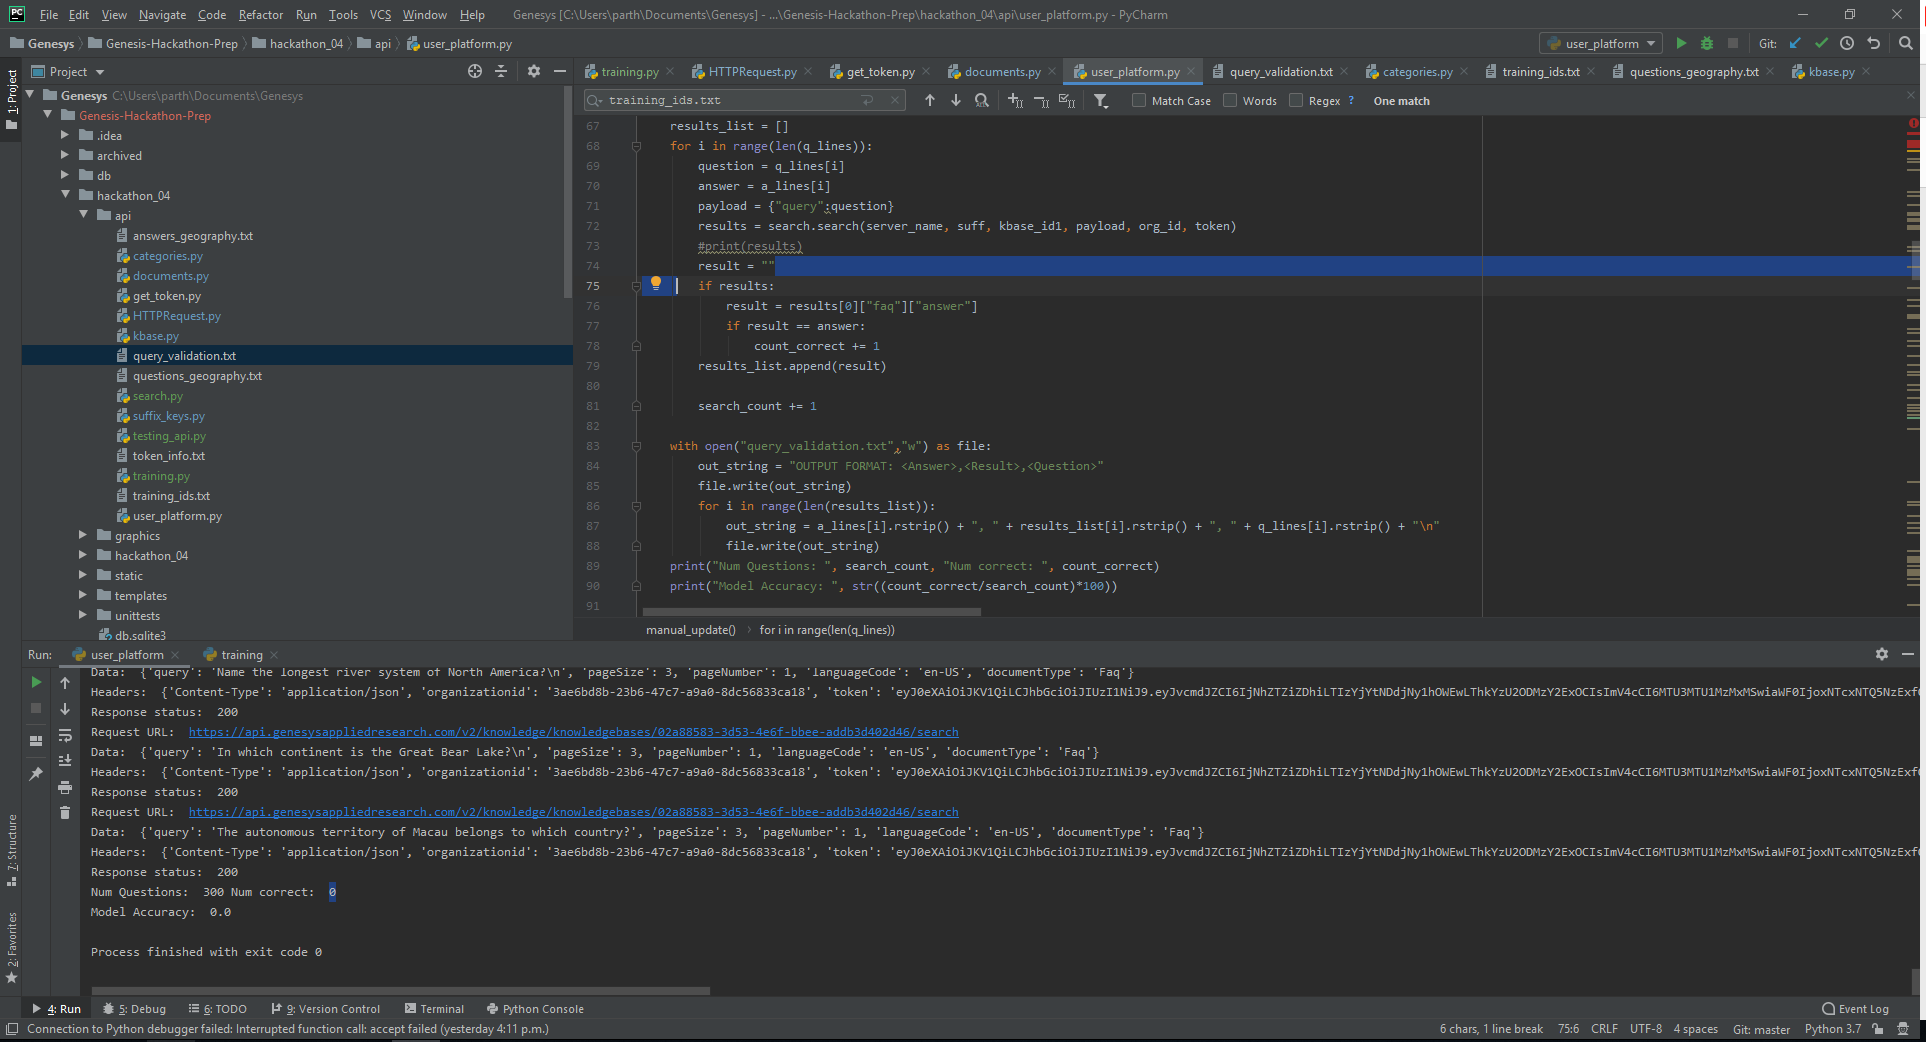 PC File Edit View Navigate Code Refactor Run Tools VCS Window Help Genesys [C:\Users\parth\Documents\Genesys] - ...\Genesis-Hackathon-Prep\hackathon_04\api\user_platform.py - PyCharm
Genesys Genesis-Hackathon-Prep hackathon_04 api user_platform.py user_platform Git:
Project training.py HTTPRequest.py get_token.py documents.py user_platform.py query_validation.txt categories.py training_ids.txt questions_geography.txt kbase.py
1: Project
Genesys C:\Users\parth\Documents\Genesys
training_ids.txt Match Case Words Regex ? One match
Genesis-Hackathon-Prep
.idea
archived
db
hackathon_04
api
answers_geography.txt
categories.py
documents.py
get_token.py
HTTPRequest.py
kbase.py
query_validation.txt
questions_geography.txt
search.py
suffix_keys.py
testing_api.py
token_info.txt
training.py
training_ids.txt
user_platform.py
graphics
hackathon_04
static
templates
unittests
db.sqlite3
67 results_list = []
68 for i in range(len(q_lines)):
69 question = q_lines[i]
70 answer = a_lines[i]
71 payload = {"query":question}
72 results = search.search(server_name, suff, kbase_id1, payload, org_id, token)
73 #print(results)
74 result = ""
75 if results:
76 result = results[0]["faq"]["answer"]
77 if result == answer:
78 count_correct += 1
79 results_list.append(result)
80
81 search_count += 1
82
83 with open("query_validation.txt","w") as file:
84 out_string = "OUTPUT FORMAT: <Answer>,<Result>,<Question>"
85 file.write(out_string)
86 for i in range(len(results_list)):
87 out_string = a_lines[i].rstrip() + ", " + results_list[i].rstrip() + ", " + q_lines[i].rstrip() + "\n"
88 file.write(out_string)
89 print("Num Questions: ", search_count, "Num correct: ", count_correct)
90 print("Model Accuracy: ", str((count_correct/search_count)*100))
91
manual_update() for i in range(len(q_lines))
Run: user_platform training
Data: {'query': 'Name the longest river system of North America?\n', 'pageSize': 3, 'pageNumber': 1, 'languageCode': 'en-US', 'documentType': 'Faq'}
Headers: {'Content-Type': 'application/json', 'organizationid': '3ae6bd8b-23b6-47c7-a9a0-8dc56833ca18', 'token':
Response status: 200
Request URL: https://api.genesysappliedresearch.com/v2/knowledge/knowledgebases/02a88583-3d53-4e6f-bbee-addb3d402d46/search
Data: {'query': 'In which continent is the Great Bear Lake?\n', 'pageSize': 3, 'pageNumber': 1, 'languageCode': 'en-US', 'documentType': 'Faq'}
Headers: {'Content-Type': 'application/json', 'organizationid': '3ae6bd8b-23b6-47c7-a9a0-8dc56833ca18', 'token':
Response status: 200
Request URL: https://api.genesysappliedresearch.com/v2/knowledge/knowledgebases/02a88583-3d53-4e6f-bbee-addb3d402d46/search
Data: {'query': 'The autonomous territory of Macau belongs to which country?', 'pageSize': 3, 'pageNumber': 1, 'languageCode': 'en-US', 'documentType': 'Faq'}
Headers: {'Content-Type': 'application/json', 'organizationid': '3ae6bd8b-23b6-47c7-a9a0-8dc56833ca18', 'token':
Response status: 200
Num Questions: 300 Num correct: 0
Model Accuracy: 0.0
Process finished with exit code 0
7: Structure
2: Favorites
4: Run 5: Debug 6: TODO 9: Version Control Terminal Python Console Event Log
Connection to Python debugger failed: Interrupted function call: accept failed (yesterday 4:11 p.m.) 6 chars, 1 line break 75:6 CRLF UTF-8 4 spaces Git: master Python 3.7